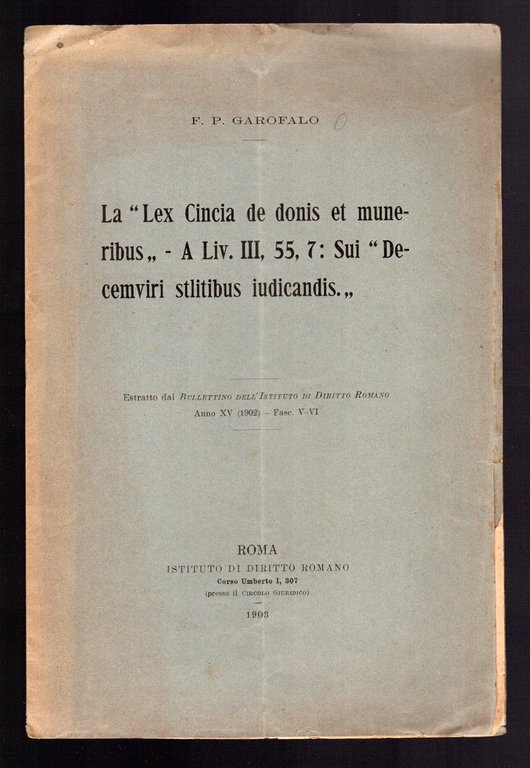 F. P. GAROFALO
La “Lex Cincia de donis et mune-
ribus„ - A Liv. III, 55, 7: Sui “De-
cemviri stlitibus iudicandis.„
Estratto dal BULLETTINO DELL'ISTITUTO DI DIRITTO ROMANO
Anno XV (1902) - Fasc. V-VI
ROMA
ISTITUTO DI DIRITTO ROMANO
Corso Umberto I, 307
(presso il CIRCOLO GIURIDICO)
1903